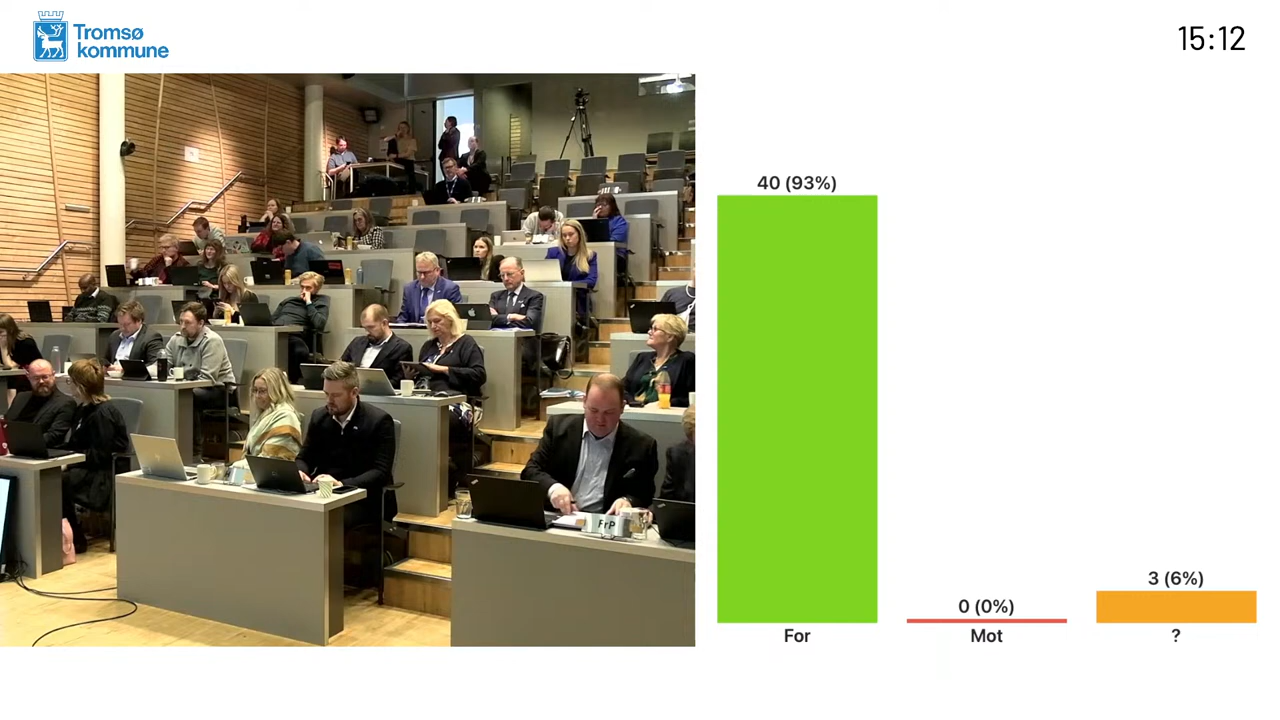 Tromsø
kommune
15:12
40 (93%)
0 (0%)
3 (6%)
For
Mot
?
FrP